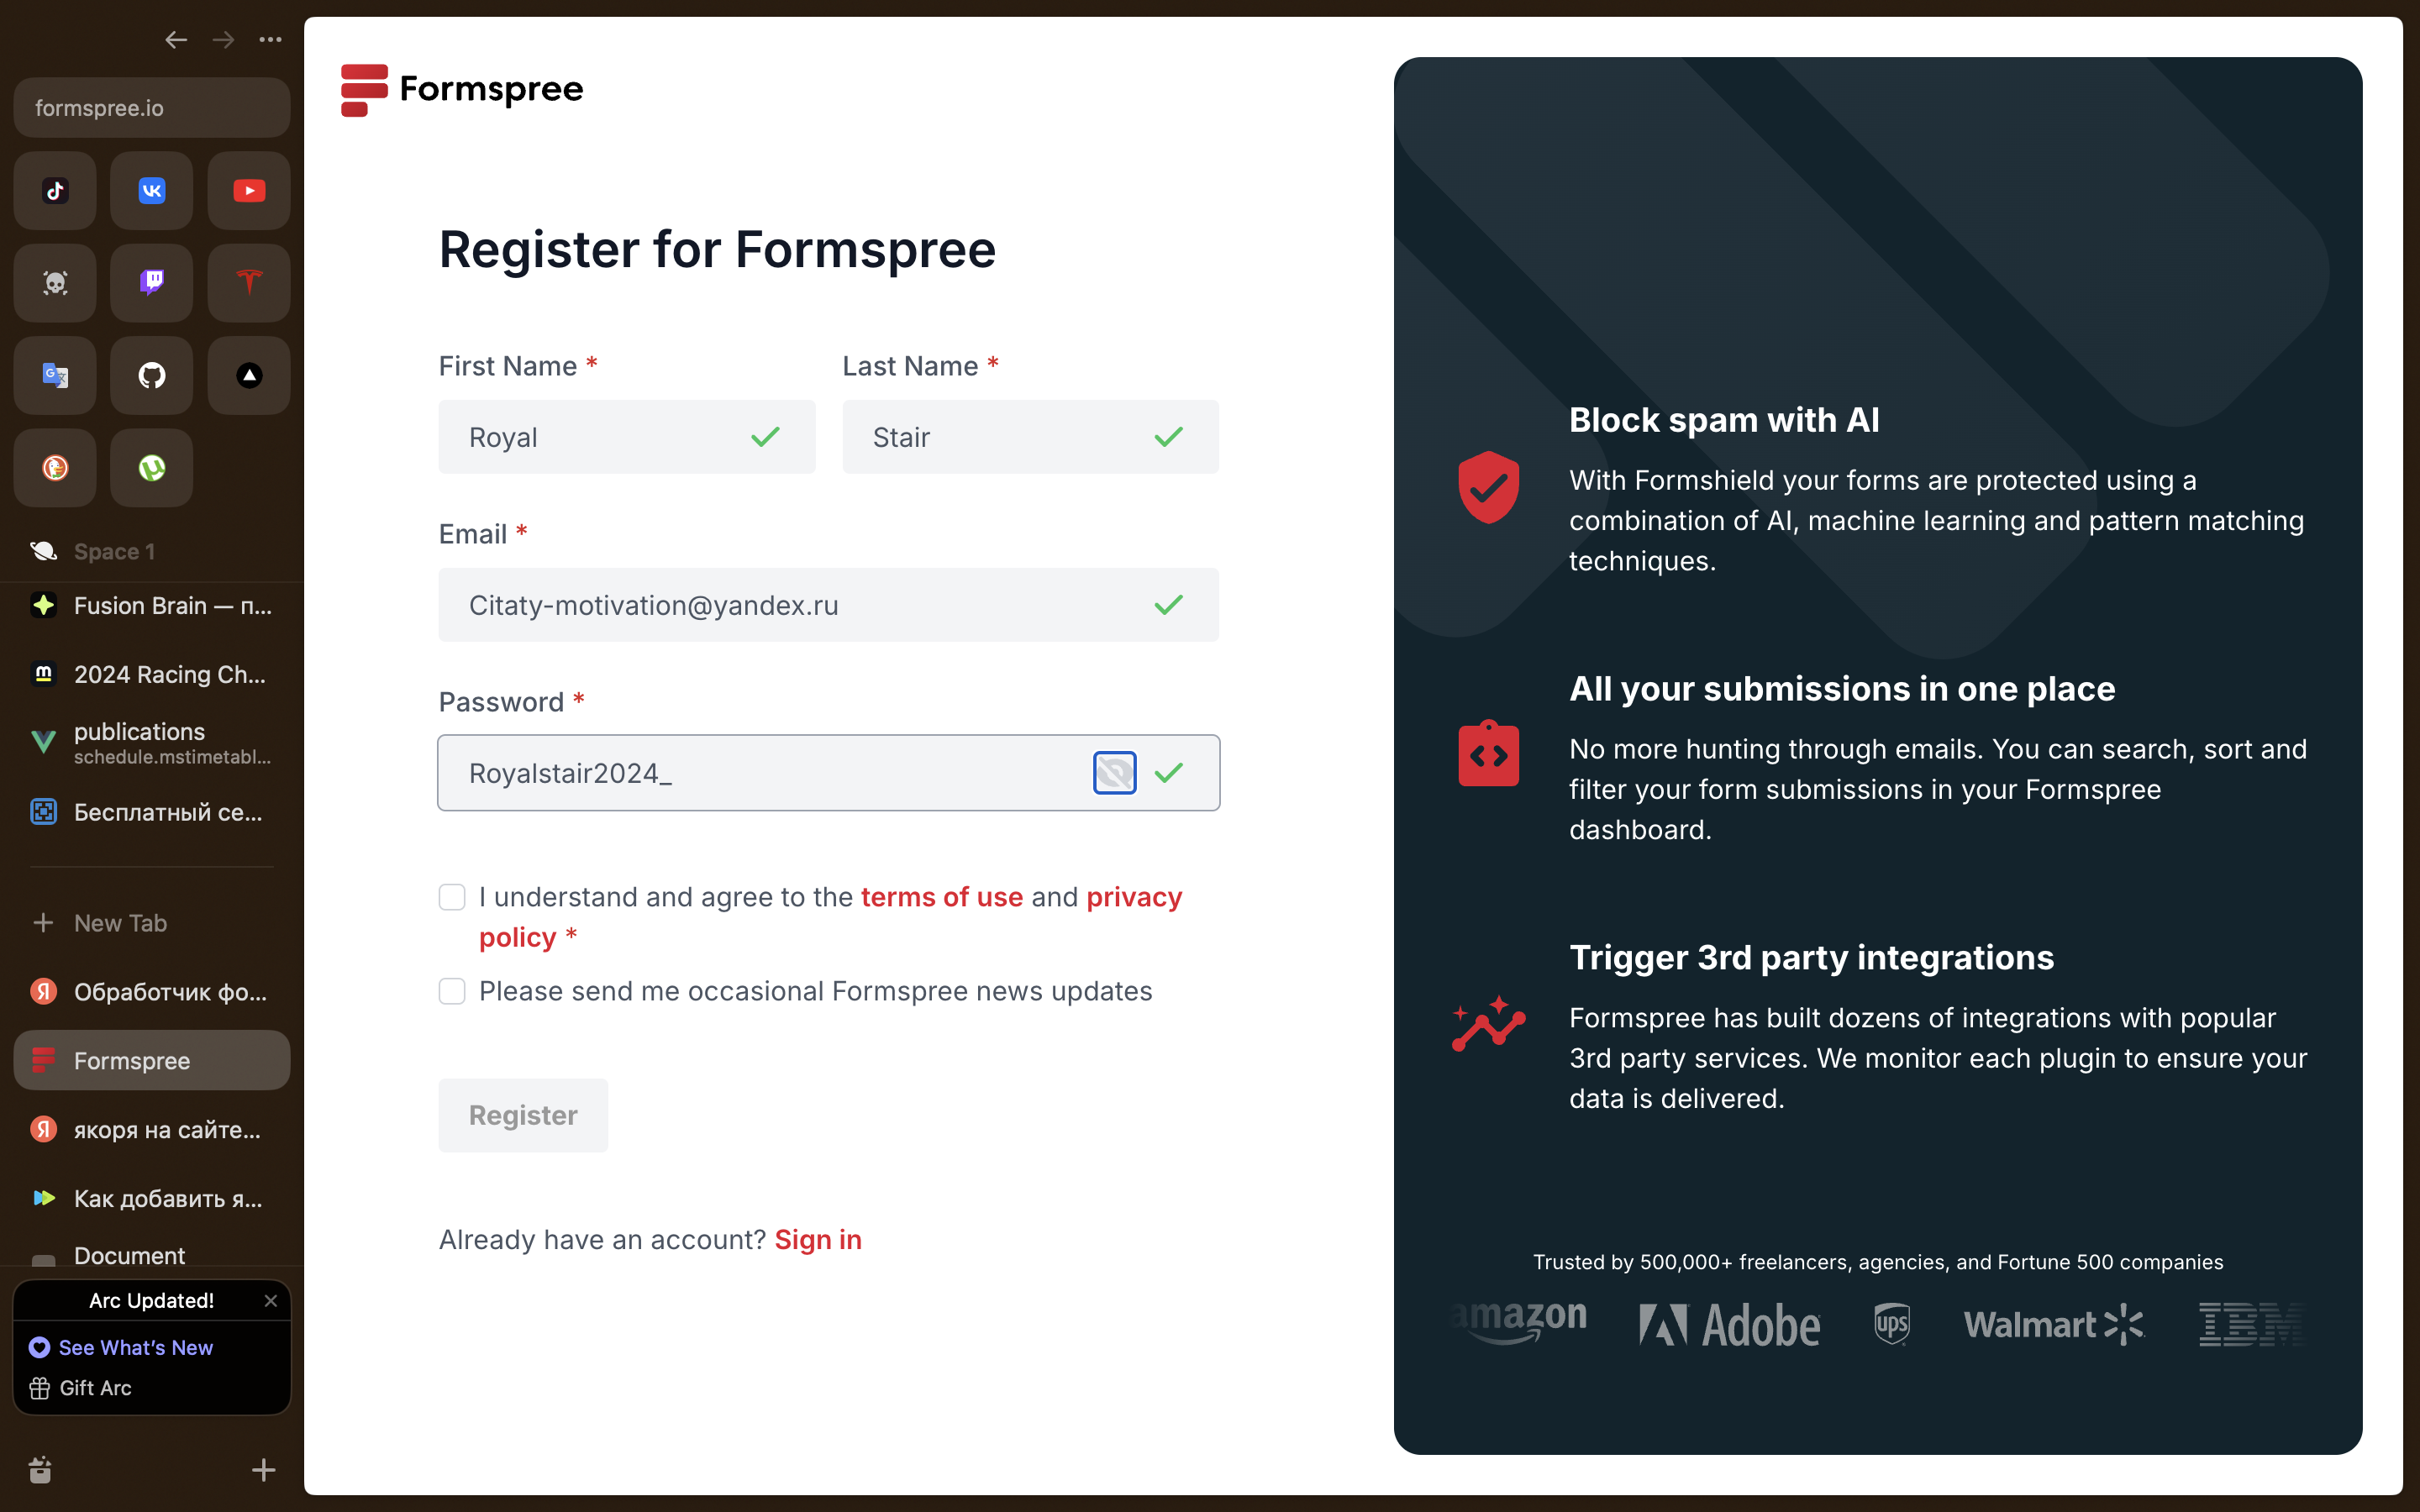 formspree.io
Space 1
Fusion Brain — п...
2024 Racing Ch...
publications
schedule.mstimetabl...
Бесплатный се...
New Tab
Обработчик фо...
Formspree
якоря на сайте...
Как добавить я...
Document
Arc Updated!
See What's New
Gift Arc
Formspree
Register for Formspree
First Name *
Last Name *
Royal
Stair
Email *
Citaty-motivation@yandex.ru
Password *
Royalstair2024_
I understand and agree to the terms of use and privacy
policy *
Please send me occasional Formspree news updates
Register
Already have an account? Sign in
Block spam with AI
With Formshield your forms are protected using a
combination of AI, machine learning and pattern matching
techniques.
All your submissions in one place
No more hunting through emails. You can search, sort and
filter your form submissions in your Formspree
dashboard.
Trigger 3rd party integrations
Formspree has built dozens of integrations with popular
3rd party services. We monitor each plugin to ensure your
data is delivered.
Trusted by 500,000+ freelancers, agencies, and Fortune 500 companies
amazon Adobe ups Walmart IBM